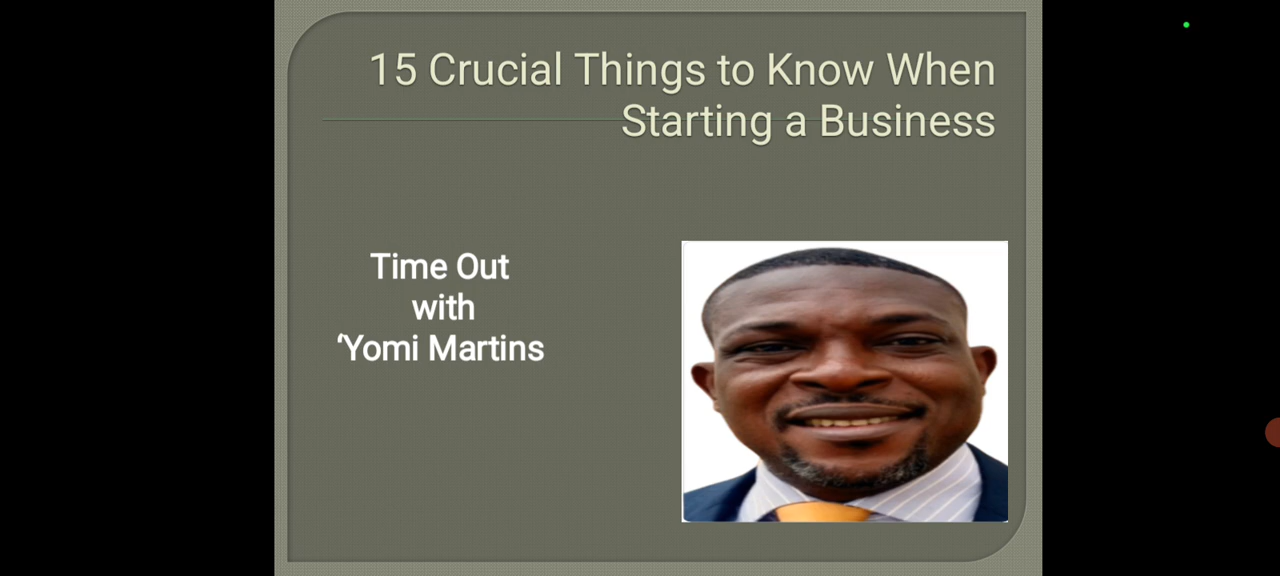 15 Crucial Things to Know When
Starting a Business
Time Out
with
‘Yomi Martins